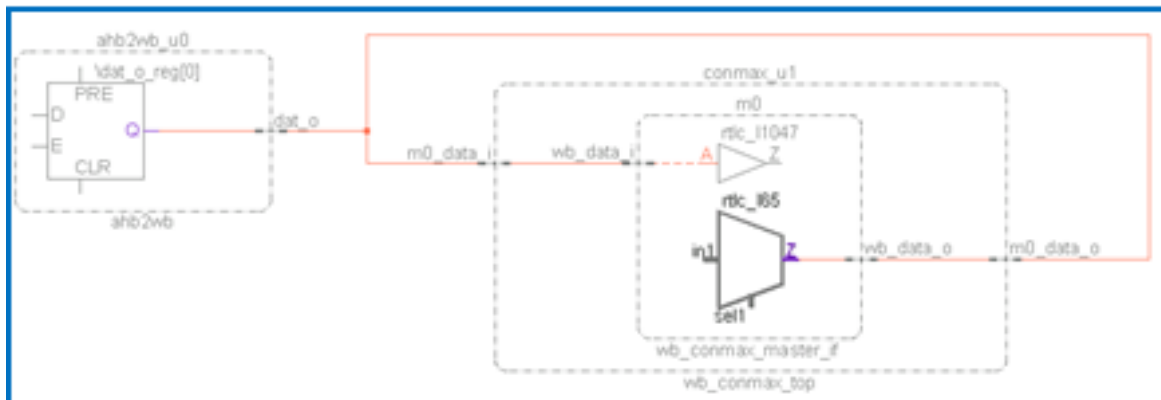 ahb2wb_u0
\dat_o_reg[0]
PRE
D
Q
E
CLR
dat_o
ahb2wb
conmax_u1
m0
m0_data_i
wb_data_i
rtlc_I1047
A
Z
rtlc_I65
in1
Z
sel1
wb_data_o
m0_data_o
wb_conmax_master_if
wb_conmax_top